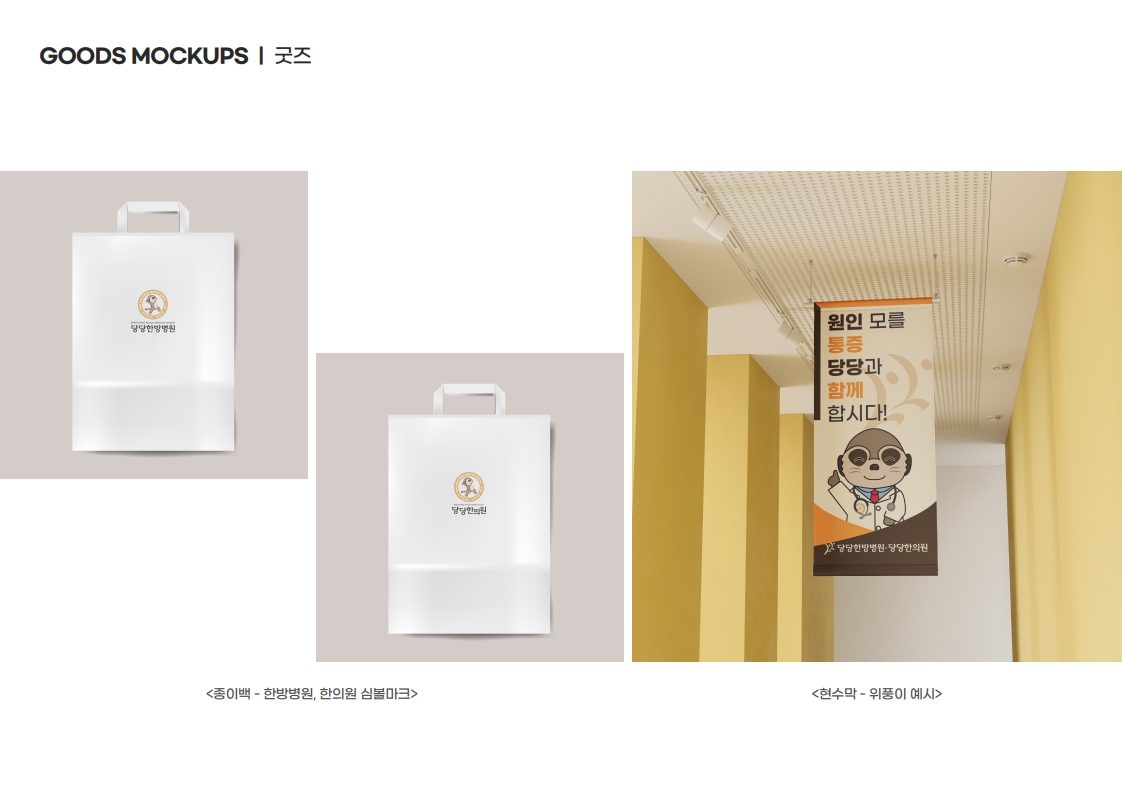 GOODS MOCKUPS | 굿즈
당당한방병원
당당한의원
원인 모를
통증
당당과
함께
합시다!
당당한방병원·당당한의원
<종이백 - 한방병원, 한의원 심볼마크>
<현수막 - 위풍이 예시>